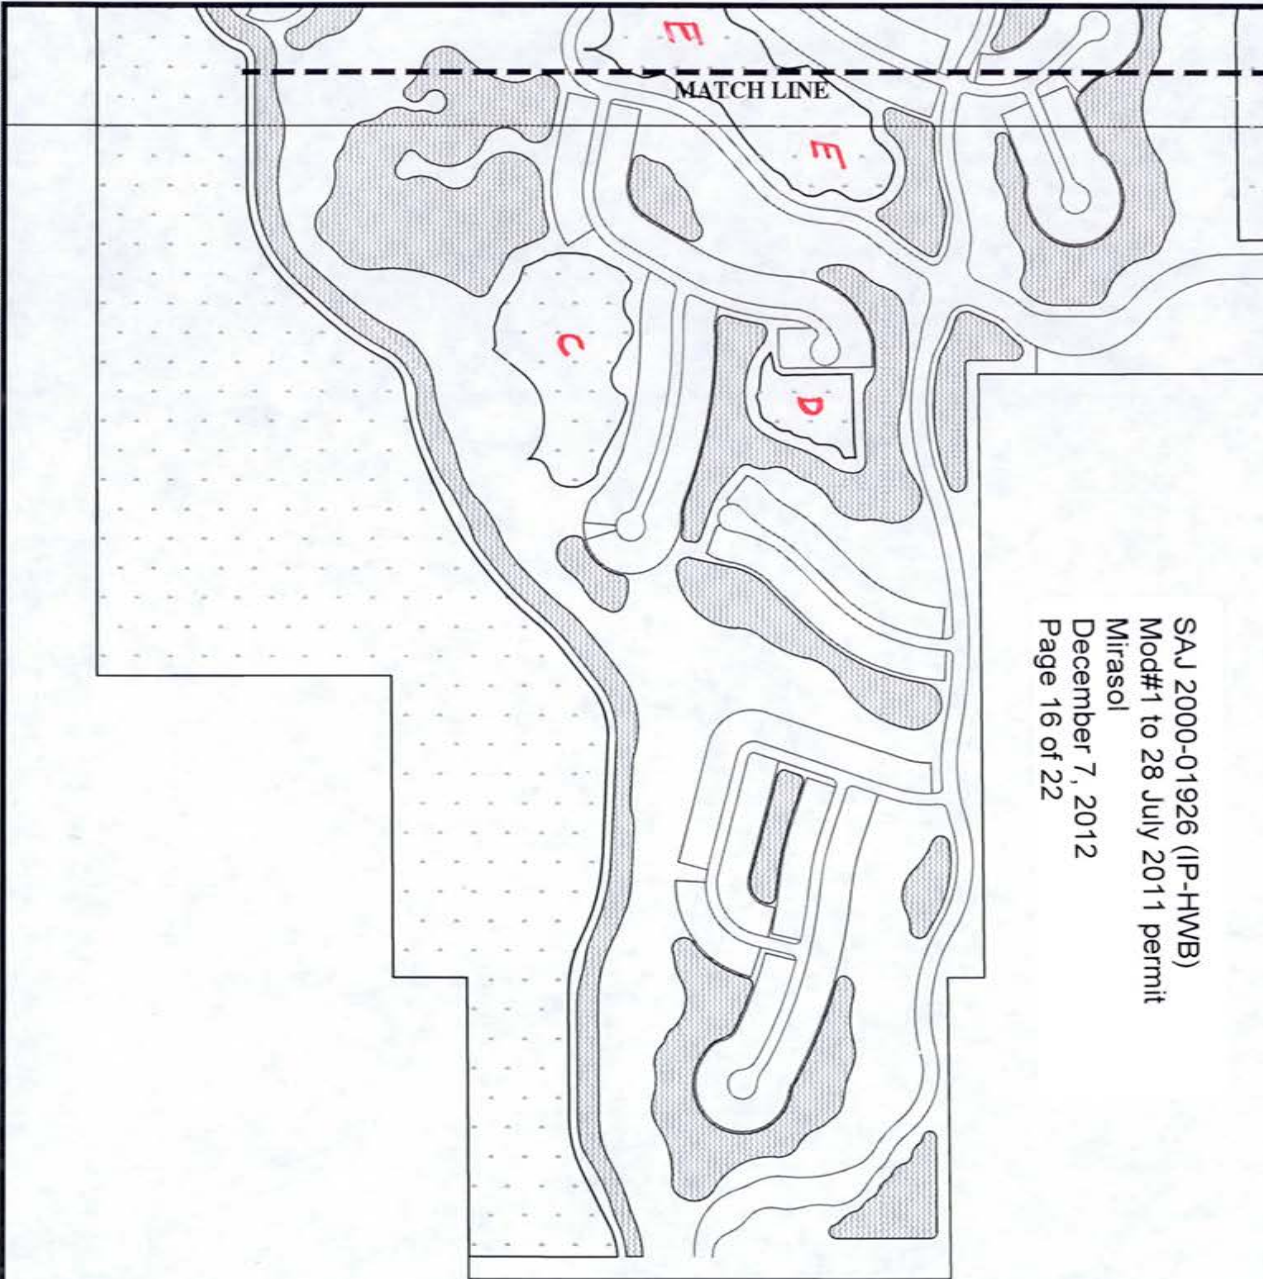 E
MATCH LINE
E
C
D
SAJ 2000-01926 (IP-HWB)
Mod#1 to 28 July 2011 permit
Mirasol
December 7, 2012
Page 16 of 22